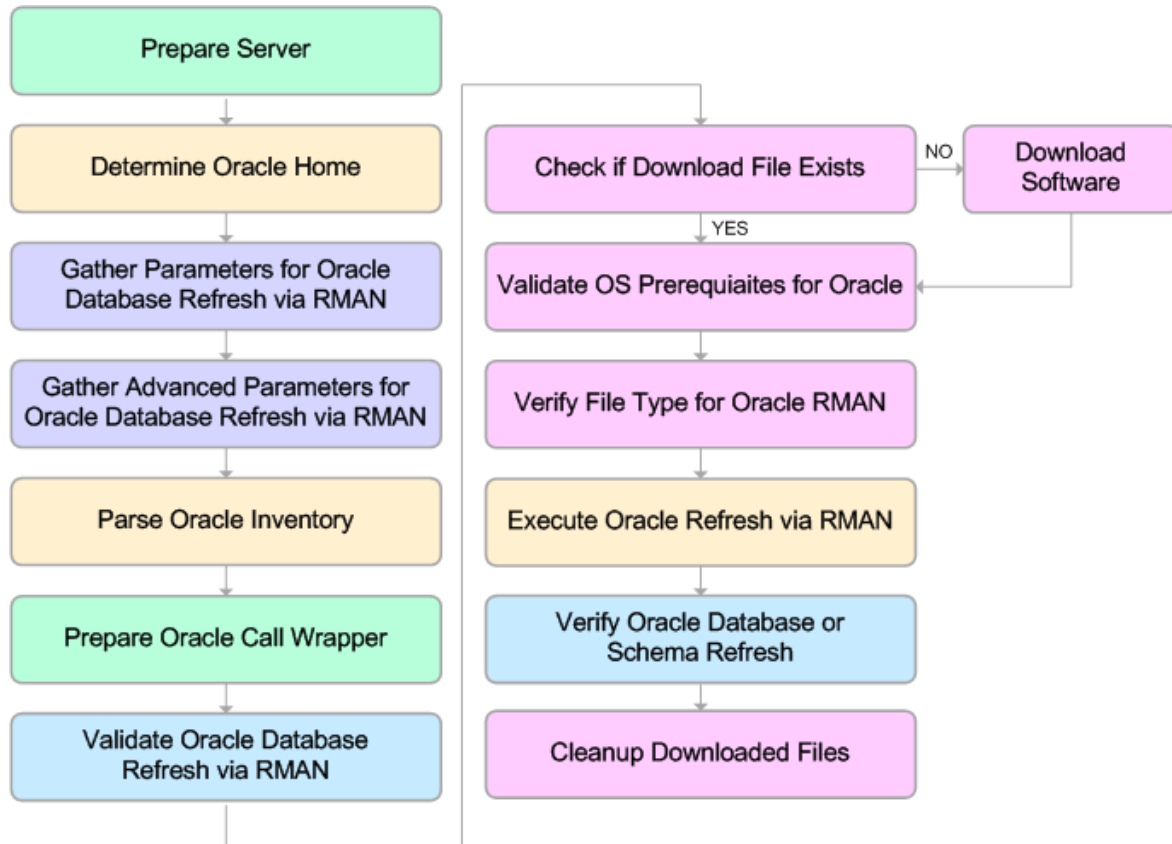 Prepare Server
Determine Oracle Home
Gather Parameters for Oracle
Database Refresh via RMAN
Gather Advanced Parameters for
Oracle Database Refresh via RMAN
Parse Oracle Inventory
Prepare Oracle Call Wrapper
Validate Oracle Database
Refresh via RMAN
Check if Download File Exists
NO
Download
Software
YES
Validate OS Prerequiaites for Oracle
Verify File Type for Oracle RMAN
Execute Oracle Refresh via RMAN
Verify Oracle Database or
Schema Refresh
Cleanup Downloaded Files